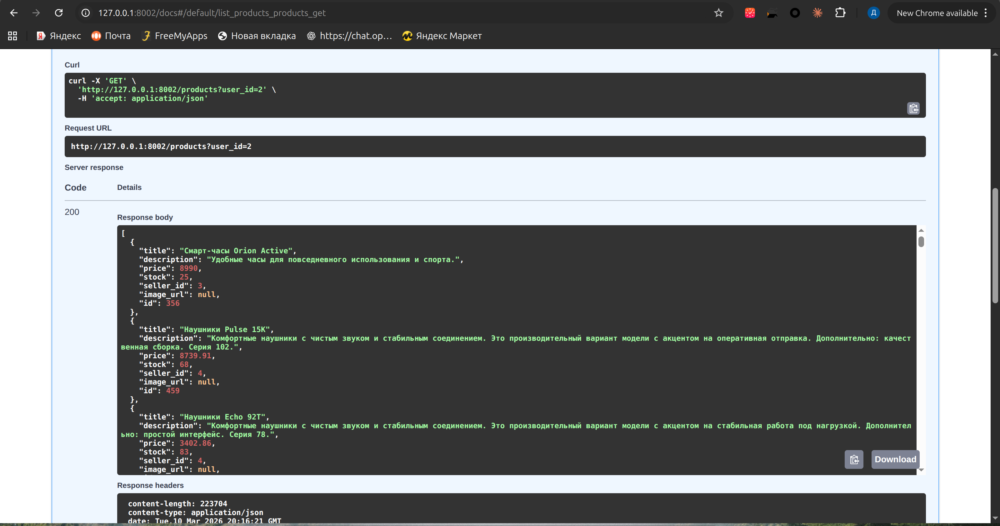 127.0.0.1:8002/docs#/default/list_products_products_get
Д
New Chrome available
Яндекс
Почта
FreeMyApps
Новая вкладка
https://chat.op...
Яндекс Маркет
Curl
curl -X 'GET' \
'http://127.0.0.1:8002/products?user_id=2' \
-H 'accept: application/json'
Request URL
http://127.0.0.1:8002/products?user_id=2
Server response
Code Details
200
Response body
[
{
"title": "Смарт-часы Orion Active",
"description": "Удобные часы для повседневного использования и спорта.",
"price": 8990,
"stock": 25,
"seller_id": 3,
"image_url": null,
"id": 356
},
{
"title": "Наушники Pulse 15K",
"description": "Комфортные наушники с чистым звуком и стабильным соединением. Это производительный вариант модели с акцентом на оперативная отправка. Дополнительно: качест
венная сборка. Серия 102.",
"price": 8739.91,
"stock": 68,
"seller_id": 4,
"image_url": null,
"id": 459
},
{
"title": "Наушники Echo 92T",
"description": "Комфортные наушники с чистым звуком и стабильным соединением. Это производительный вариант модели с акцентом на стабильная работа под нагрузкой. Дополнител
ьно: простой интерфейс. Серия 78.",
"price": 3402.86,
"stock": 83,
"seller_id": 4,
"image_url": null,
Download
Response headers
content-length: 223704
content-type: application/json
date: Tue,10 Mar 2026 20:16:21 GMT